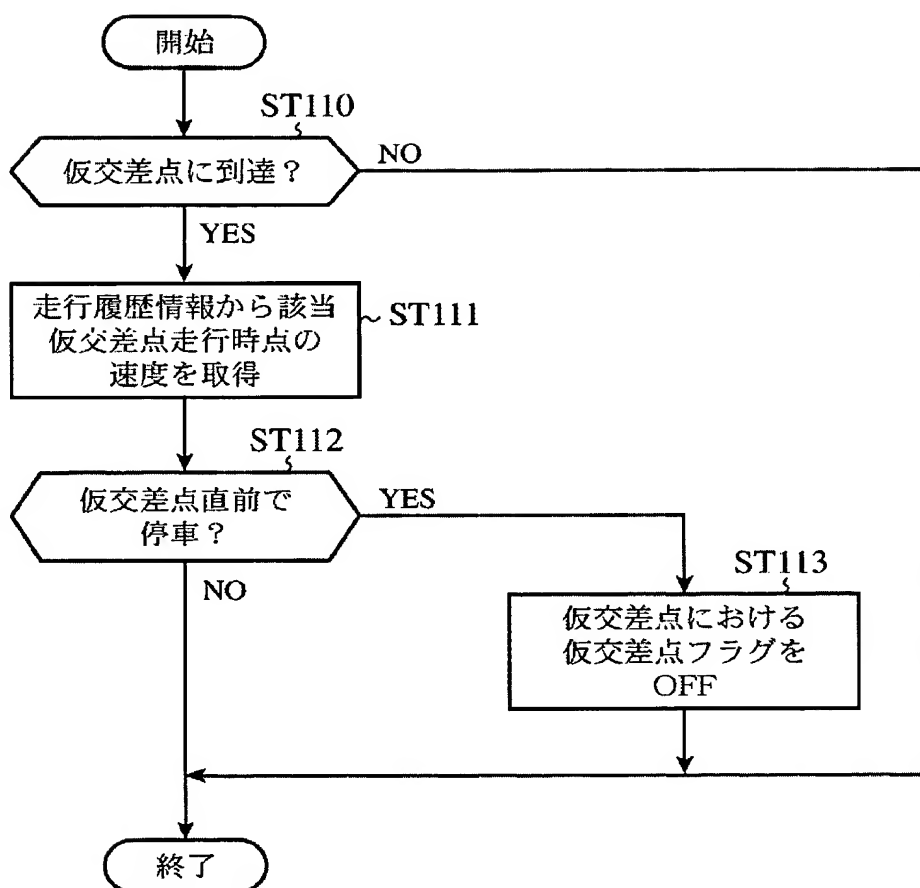 開始
ST110
仮交差点に到達?
NO
YES
走行履歴情報から該当
仮交差点走行時点の
速度を取得
ST111
ST112
仮交差点直前で
停車?
YES
NO
ST113
仮交差点における
仮交差点フラグを
OFF
終了